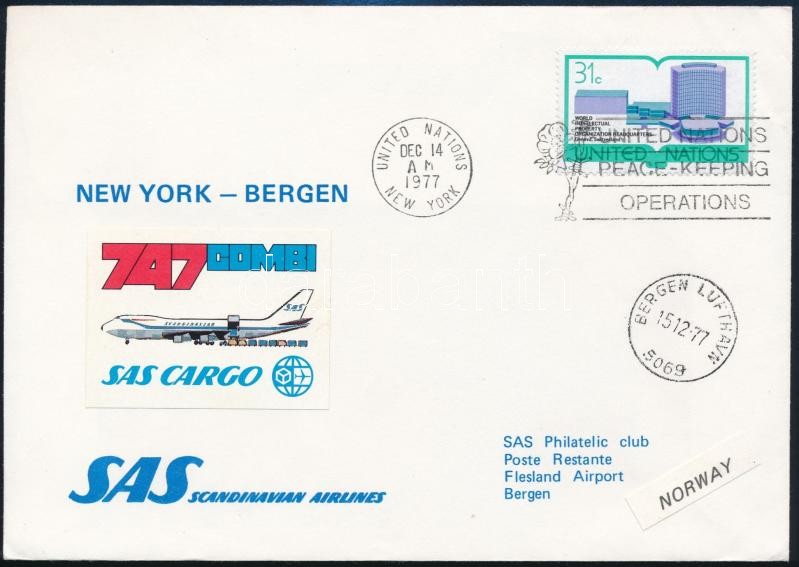 31c
WORLD
INTELLECTUAL
PROPERTY
ORGANIZATION HEADQUARTERS
UNITED NATIONS
UNITED NATIONS
PEACE-KEEPING
OPERATIONS
UNITED NATIONS
DEC 14
AM
1977
NEW YORK
NEW YORK – BERGEN
747 COMBI
SAS
SCANDINAVIAN
SAS CARGO
BERGEN LUFTHAVN
15.12.77
5069
SAS SCANDINAVIAN AIRLINES
SAS Philatelic club
Poste Restante
Flesland Airport
Bergen
NORWAY